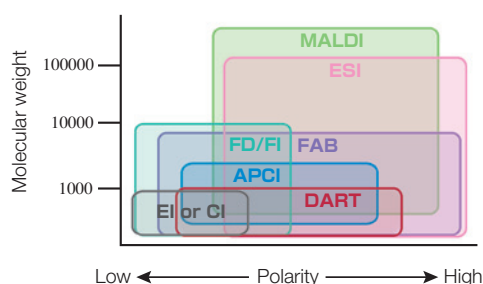 MALDI
ESI
100000
Molecular weight
10000
FD/FI FAB
APCI
1000
DART
EI or CI
Low Polarity High